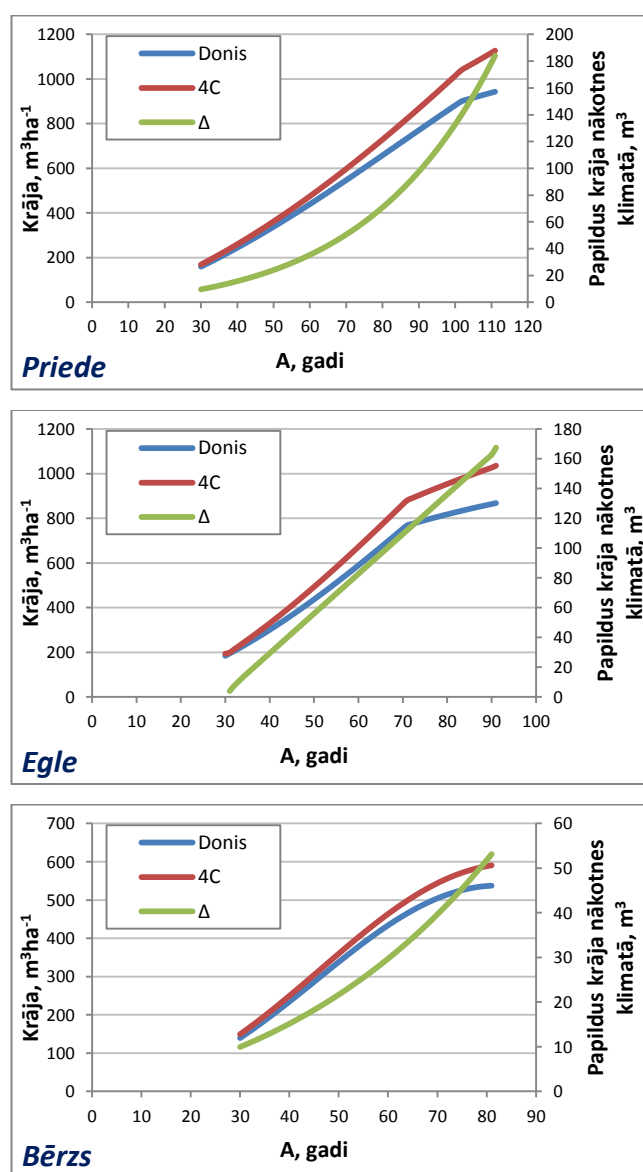 1200
1000
800
600
400
200
0
Krāja, m³ha⁻¹
Donis
4C
Δ
200
180
160
140
120
100
80
60
40
20
0
Papildus krāja nākotnes
klimatā, m³
0 10 20 30 40 50 60 70 80 90 100 110 120
A, gadi
Priede
1200
1000
800
600
400
200
0
Krāja, m³ha⁻¹
Donis
4C
Δ
180
160
140
120
100
80
60
40
20
0
Papildus krāja nākotnes
klimatā, m³
0 10 20 30 40 50 60 70 80 90 100
A, gadi
Egle
700
600
500
400
300
200
100
0
Krāja, m³ha⁻¹
Donis
4C
Δ
60
50
40
30
20
10
0
Papildus krāja nākotnes
klimatā, m³
0 10 20 30 40 50 60 70 80 90
A, gadi
Bērzs